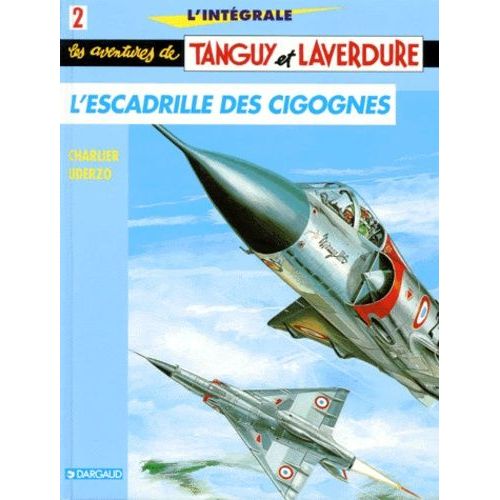 L'INTÉGRALE
2
les aventures de TANGUY et LAVERDURE
L'ESCADRILLE DES CIGOGNES
CHARLIER
UDERZO
DARGAUD